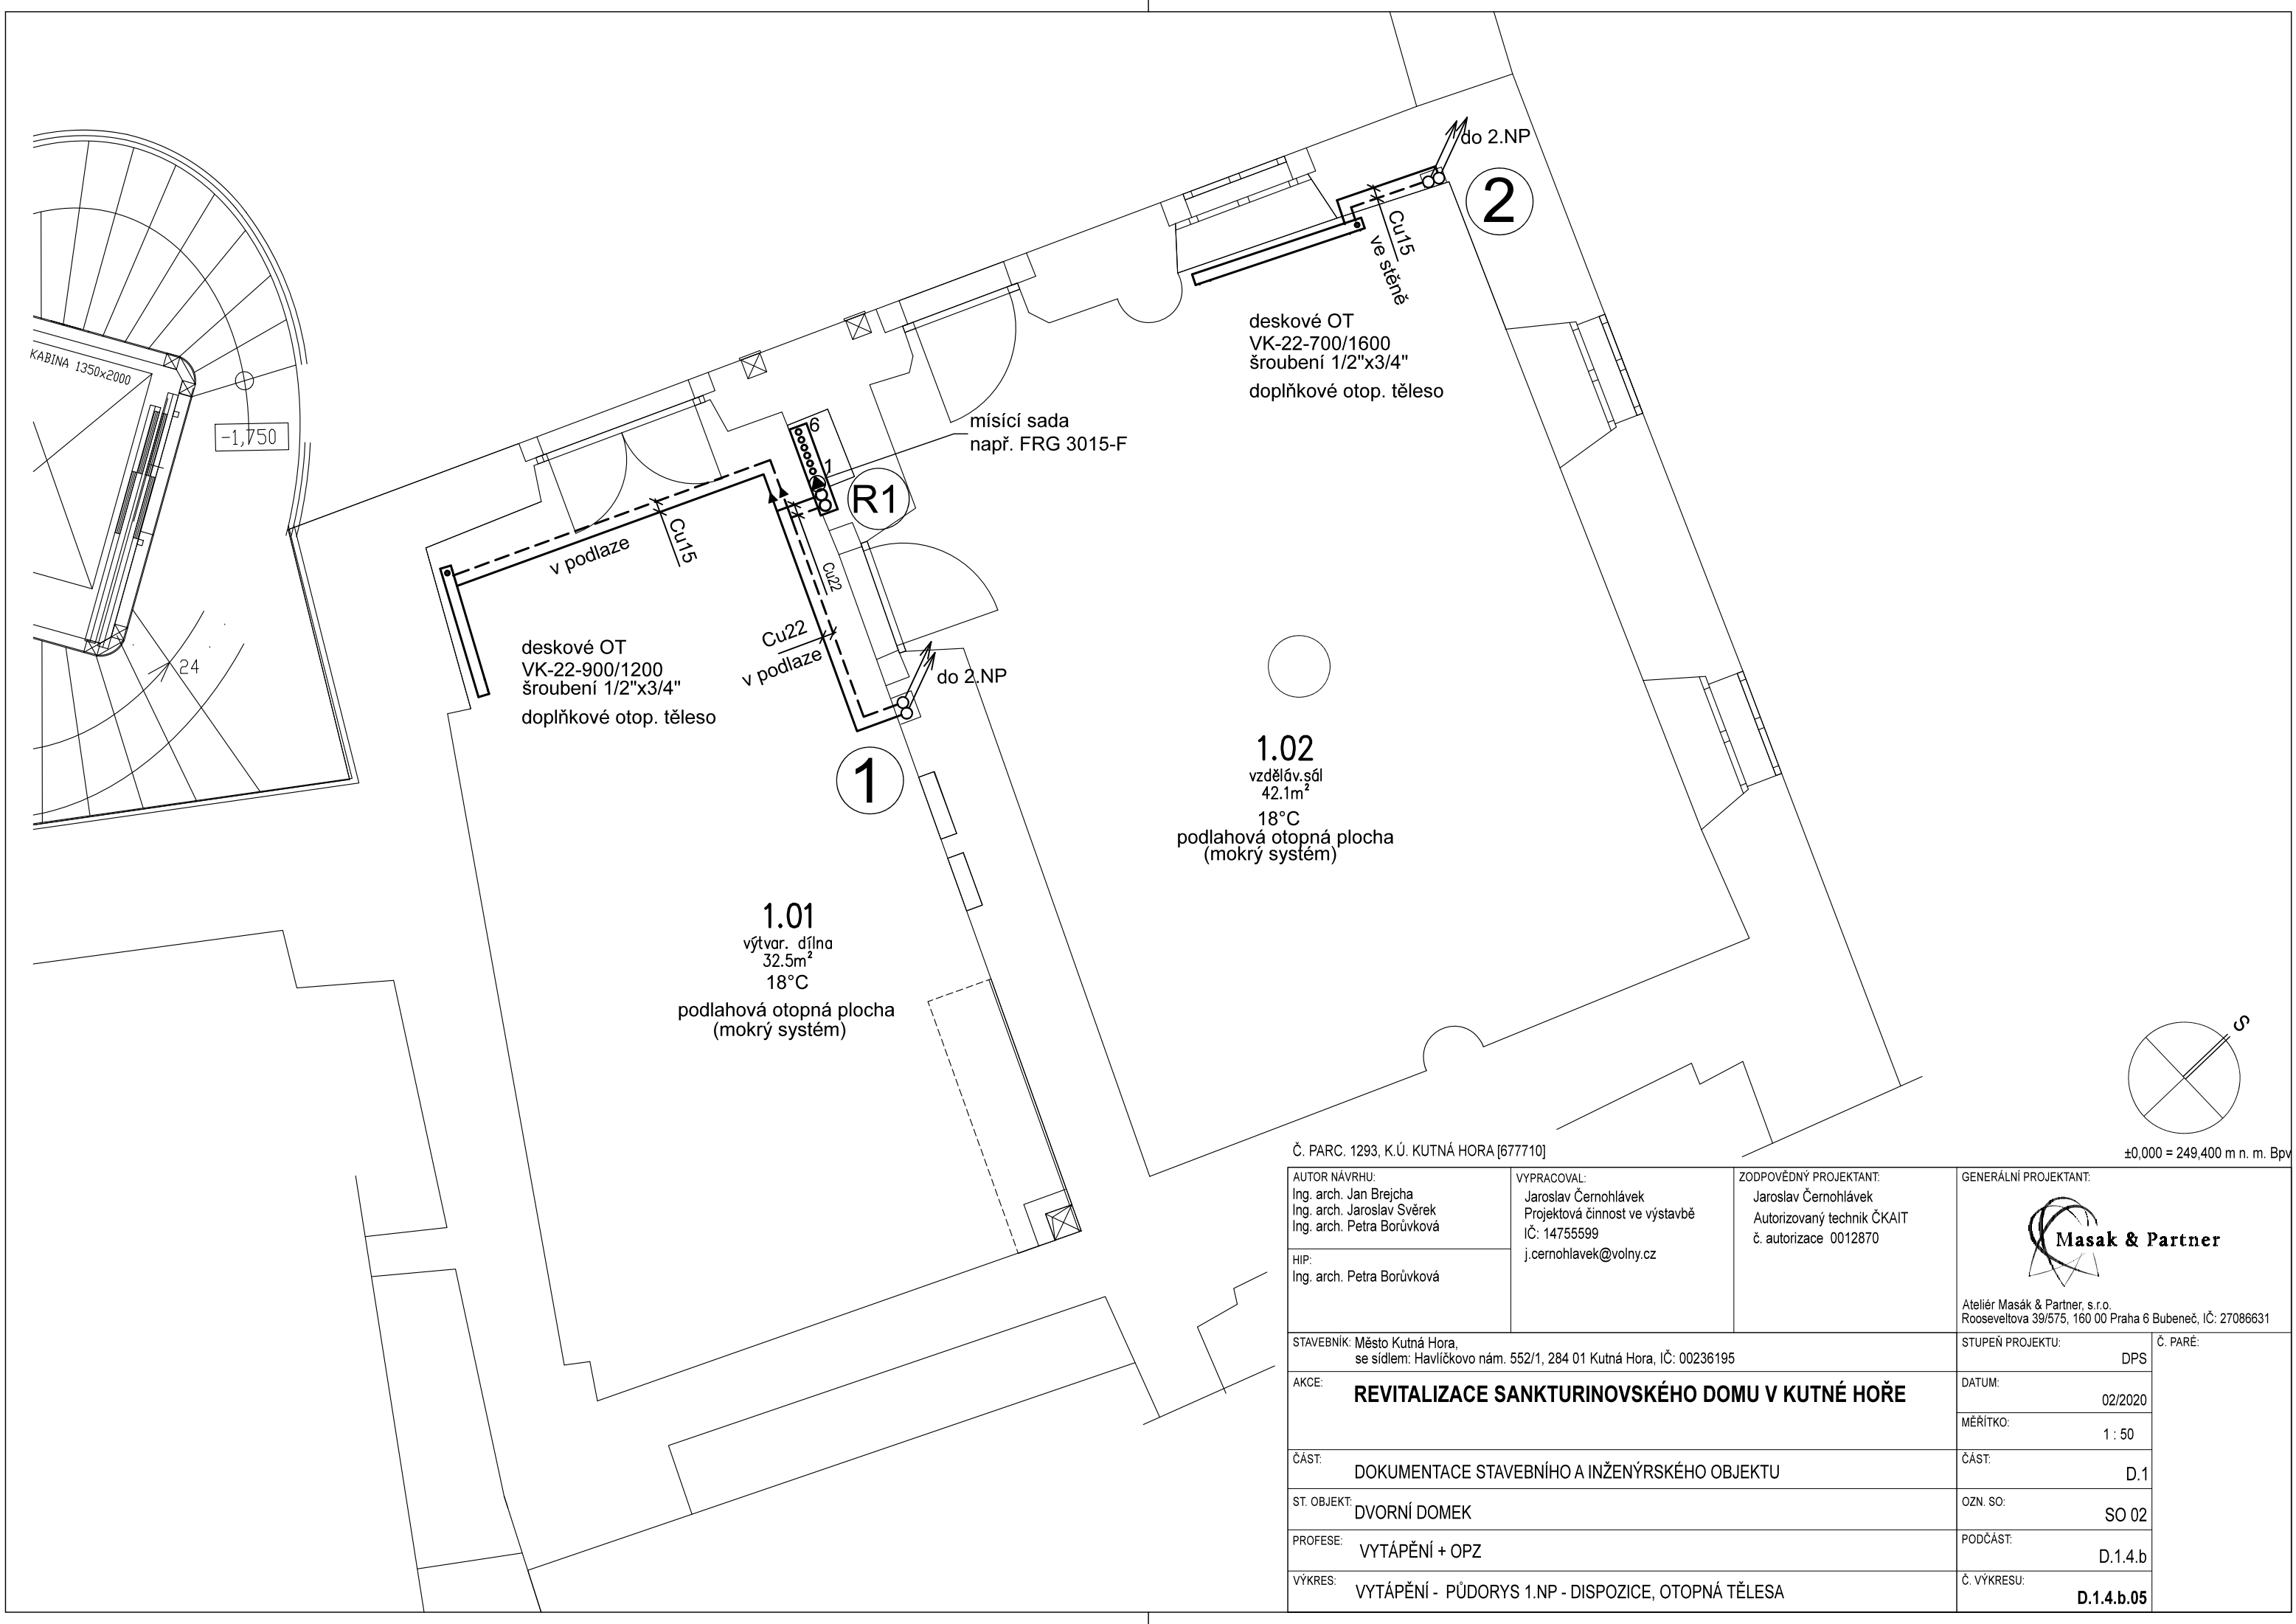 do 2.NP
2
Cu15
ve stěně
KABINA 1350x2000
-1,750
24
deskové OT
VK-22-700/1600
šroubení 1/2"x3/4"
doplňkové otop. těleso
mísící sada
např. FRG 3015-F
6
1
R1
Cu15
v podlaze
Cu22
Cu22
v podlaze
deskové OT
VK-22-900/1200
šroubení 1/2"x3/4"
doplňkové otop. těleso
do 2.NP
1
1.02
vzděláv.sál
42.1m²
18°C
podlahová otopná plocha
(mokrý systém)
1.01
výtvar. dílna
32.5m²
18°C
podlahová otopná plocha
(mokrý systém)
S
Č. PARC. 1293, K.Ú. KUTNÁ HORA [677710]
±0,000 = 249,400 m n. m. Bpv
AUTOR NÁVRHU:
Ing. arch. Jan Brejcha
Ing. arch. Jaroslav Svěrek
Ing. arch. Petra Borůvková
HIP:
Ing. arch. Petra Borůvková
VYPRACOVAL:
Jaroslav Černohlávek
Projektová činnost ve výstavbě
IČ: 14755599
j.cernohlavek@volny.cz
ZODPOVĚDNÝ PROJEKTANT:
Jaroslav Černohlávek
Autorizovaný technik ČKAIT
č. autorizace 0012870
GENERÁLNÍ PROJEKTANT:
Masak & Partner
Ateliér Masák & Partner, s.r.o.
Rooseveltova 39/575, 160 00 Praha 6 Bubeneč, IČ: 27086631
STAVEBNÍK: Město Kutná Hora,
se sídlem: Havlíčkovo nám. 552/1, 284 01 Kutná Hora, IČ: 00236195
STUPEŇ PROJEKTU:
DPS
Č. PARÉ:
AKCE:
REVITALIZACE SANKTURINOVSKÉHO DOMU V KUTNÉ HOŘE
DATUM:
02/2020
MĚŘÍTKO:
1 : 50
ČÁST:
DOKUMENTACE STAVEBNÍHO A INŽENÝRSKÉHO OBJEKTU
ČÁST:
D.1
ST. OBJEKT:
DVORNÍ DOMEK
OZN. SO:
SO 02
PROFESE:
VYTÁPĚNÍ + OPZ
PODČÁST:
D.1.4.b
VÝKRES:
VYTÁPĚNÍ - PŮDORYS 1.NP - DISPOZICE, OTOPNÁ TĚLESA
Č. VÝKRESU:
D.1.4.b.05